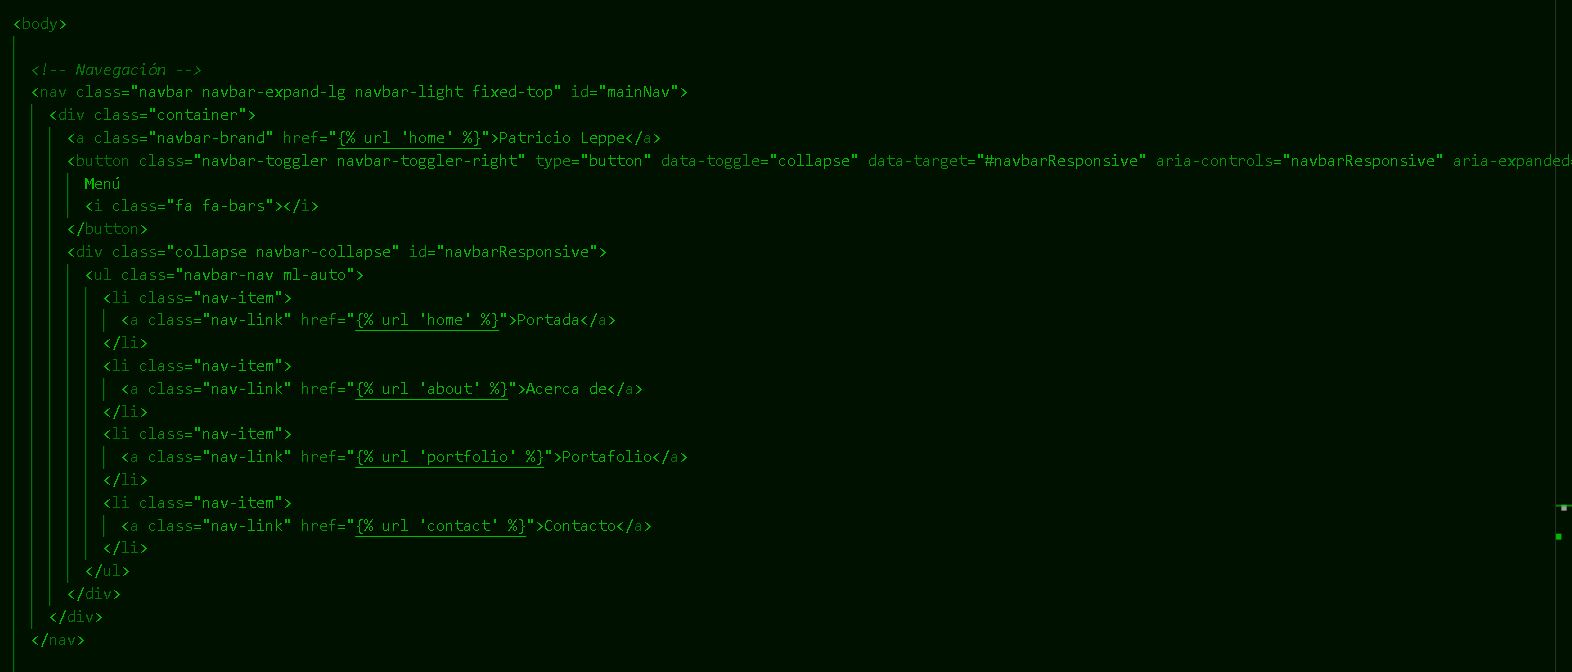 <body>
<!-- Navegación -->
<nav class="navbar navbar-expand-lg navbar-light fixed-top" id="mainNav">
<div class="container">
<a class="navbar-brand" href="{% url 'home' %}">Patricio Leppe</a>
<button class="navbar-toggler navbar-toggler-right" type="button" data-toggle="collapse" data-target="#navbarResponsive" aria-controls="navbarResponsive" aria-expanded=
Menú
<i class="fa fa-bars"></i>
</button>
<div class="collapse navbar-collapse" id="navbarResponsive">
<ul class="navbar-nav ml-auto">
<li class="nav-item">
<a class="nav-link" href="{% url 'home' %}">Portada</a>
</li>
<li class="nav-item">
<a class="nav-link" href="{% url 'about' %}">Acerca de</a>
</li>
<li class="nav-item">
<a class="nav-link" href="{% url 'portfolio' %}">Portafolio</a>
</li>
<li class="nav-item">
<a class="nav-link" href="{% url 'contact' %}">Contacto</a>
</li>
</ul>
</div>
</div>
</nav>